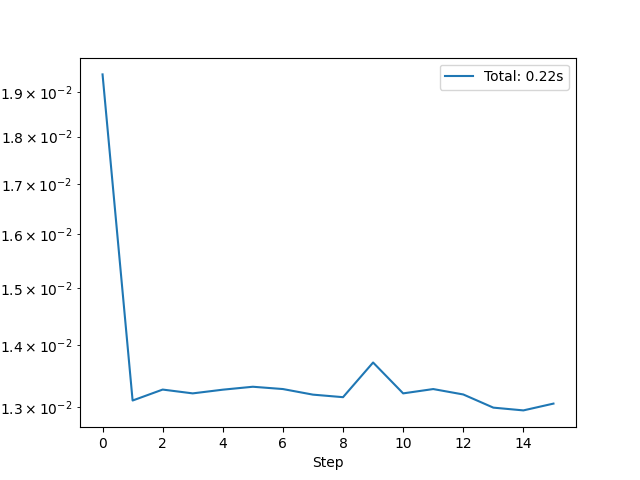 Total: 0.22s
1.9 × 10⁻²
1.8 × 10⁻²
1.7 × 10⁻²
1.6 × 10⁻²
1.5 × 10⁻²
1.4 × 10⁻²
1.3 × 10⁻²
0 2 4 6 8 10 12 14
Step